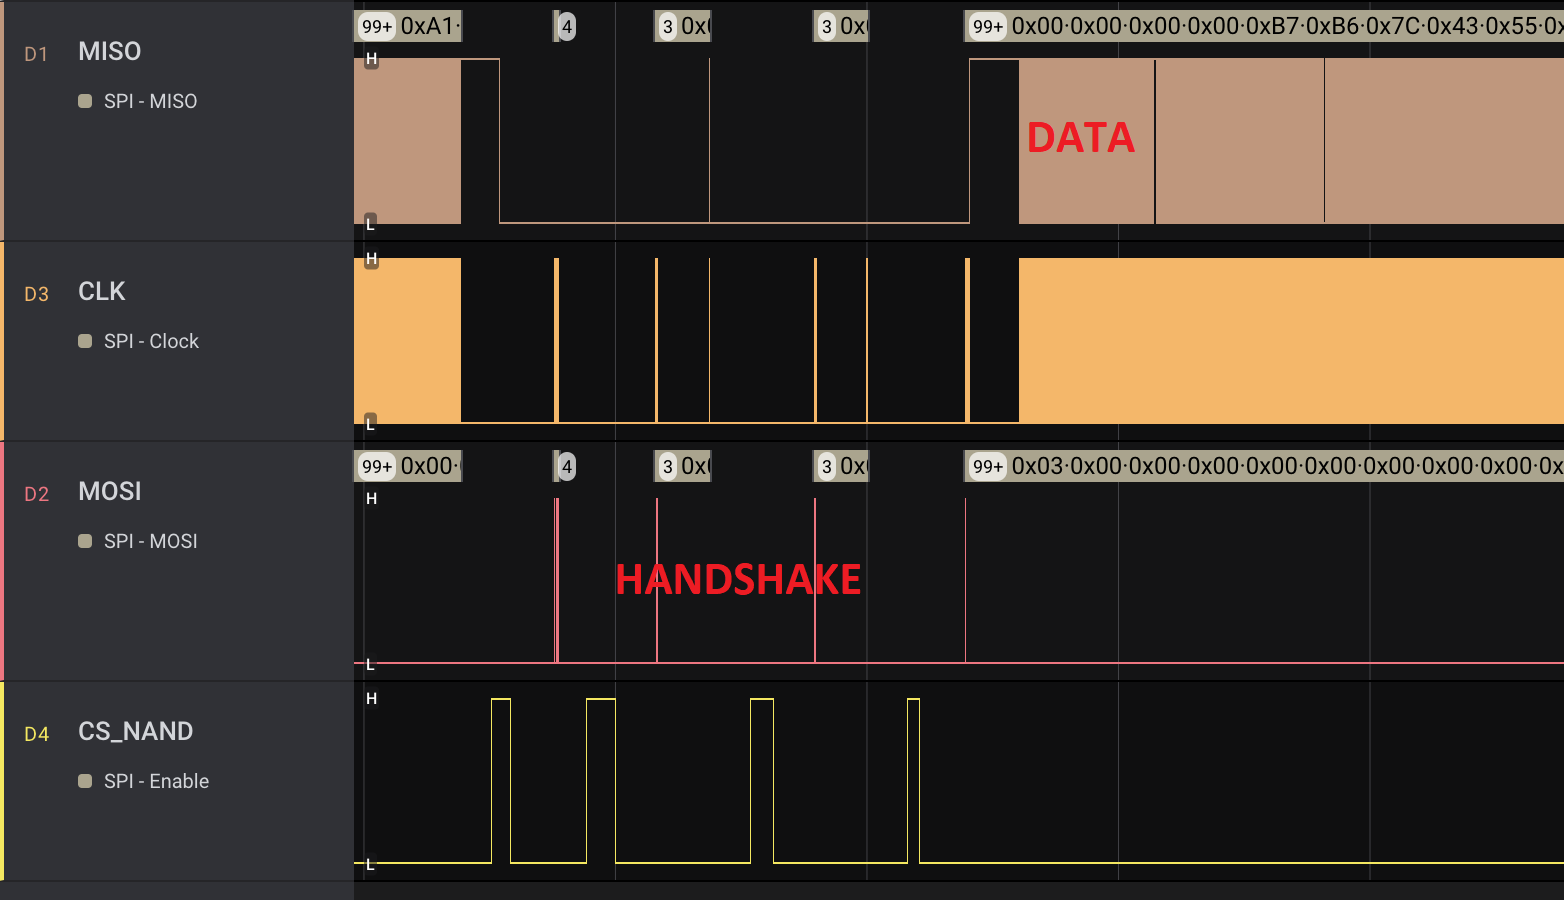 D1 MISO
SPI - MISO
99+ 0xA1· 4 3 0x 3 0x 99+ 0x00·0x00·0x00·0x00·0xB7·0xB6·0x7C·0x43·0x55·0x
H
DATA
L
D3 CLK
SPI - Clock
H
L
D2 MOSI
SPI - MOSI
99+ 0x00· 4 3 0x 3 0x 99+ 0x03·0x00·0x00·0x00·0x00·0x00·0x00·0x00·0x00·0x
H
HANDSHAKE
L
D4 CS_NAND
SPI - Enable
H
L